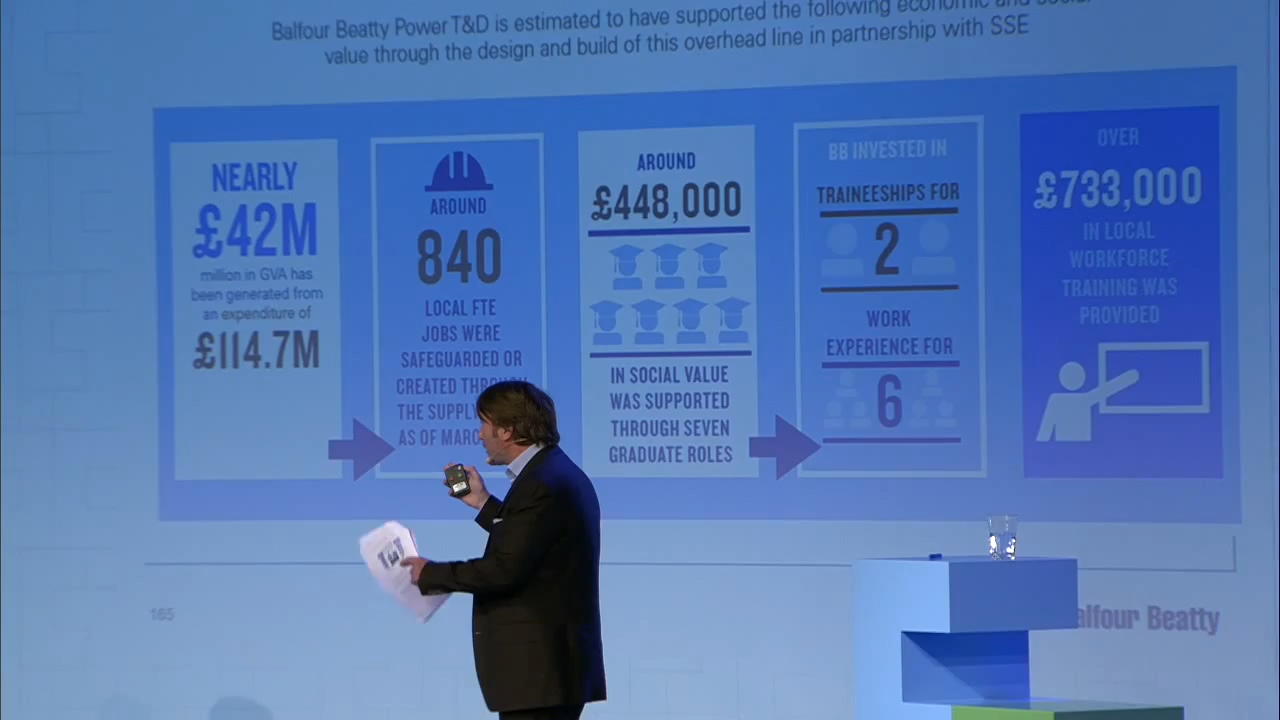 Balfour Beatty Power T&D is estimated to have supported the following economic and social
value through the design and build of this overhead line in partnership with SSE
NEARLY
£42M
million in GVA has
been generated from
an expenditure of
£114.7M
AROUND
840
LOCAL FTE
JOBS WERE
SAFEGUARDED OR
CREATED THROUGH
THE SUPPLY
AS OF
AROUND
£448,000
IN SOCIAL VALUE
WAS SUPPORTED
THROUGH SEVEN
GRADUATE ROLES
BB INVESTED IN
TRAINEESHIPS FOR
2
WORK
EXPERIENCE FOR
6
OVER
£733,000
IN LOCAL
WORKFORCE
TRAINING WAS
PROVIDED
165
alfour Beatty